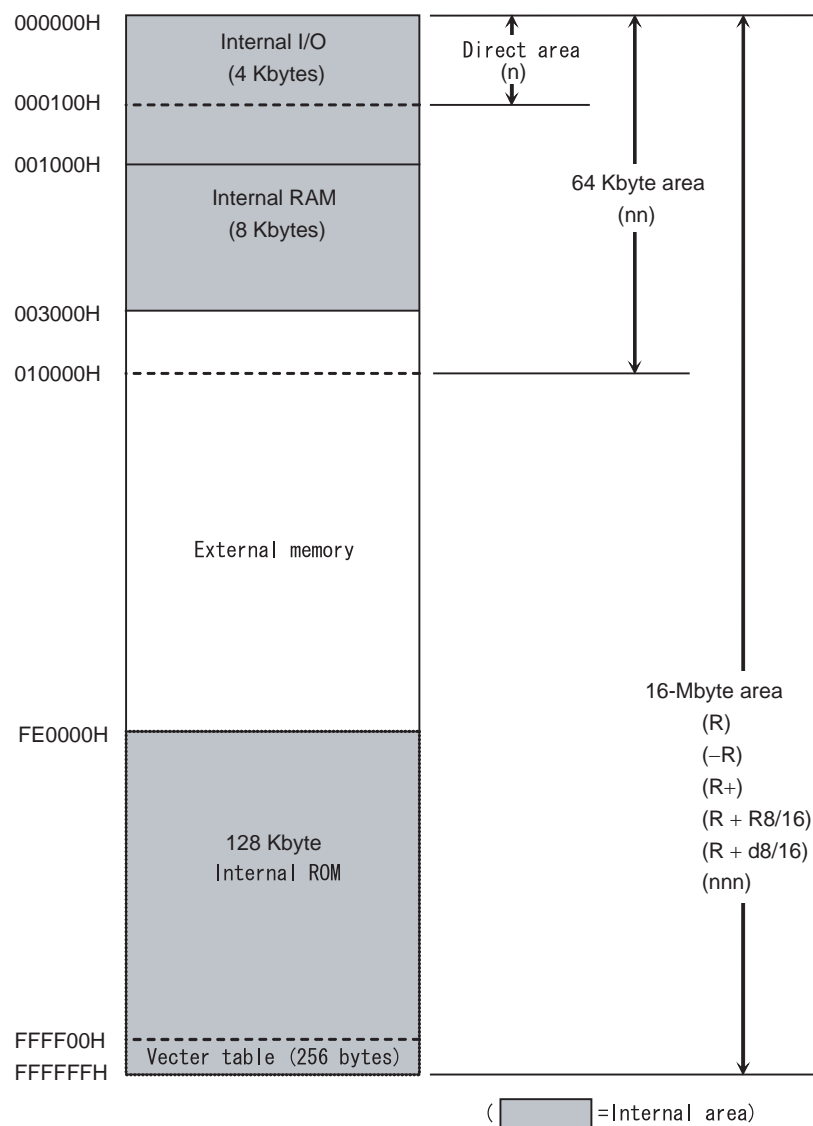 000000H
Internal I/O
(4 Kbytes)
Direct area
(n)
000100H
001000H
Internal RAM
(8 Kbytes)
64 Kbyte area
(nn)
003000H
010000H
External memory
16-Mbyte area
(R)
(−R)
(R+)
(R + R8/16)
(R + d8/16)
(nnn)
FE0000H
128 Kbyte
Internal ROM
FFFF00H
Vecter table (256 bytes)
FFFFFFH
( =Internal area)